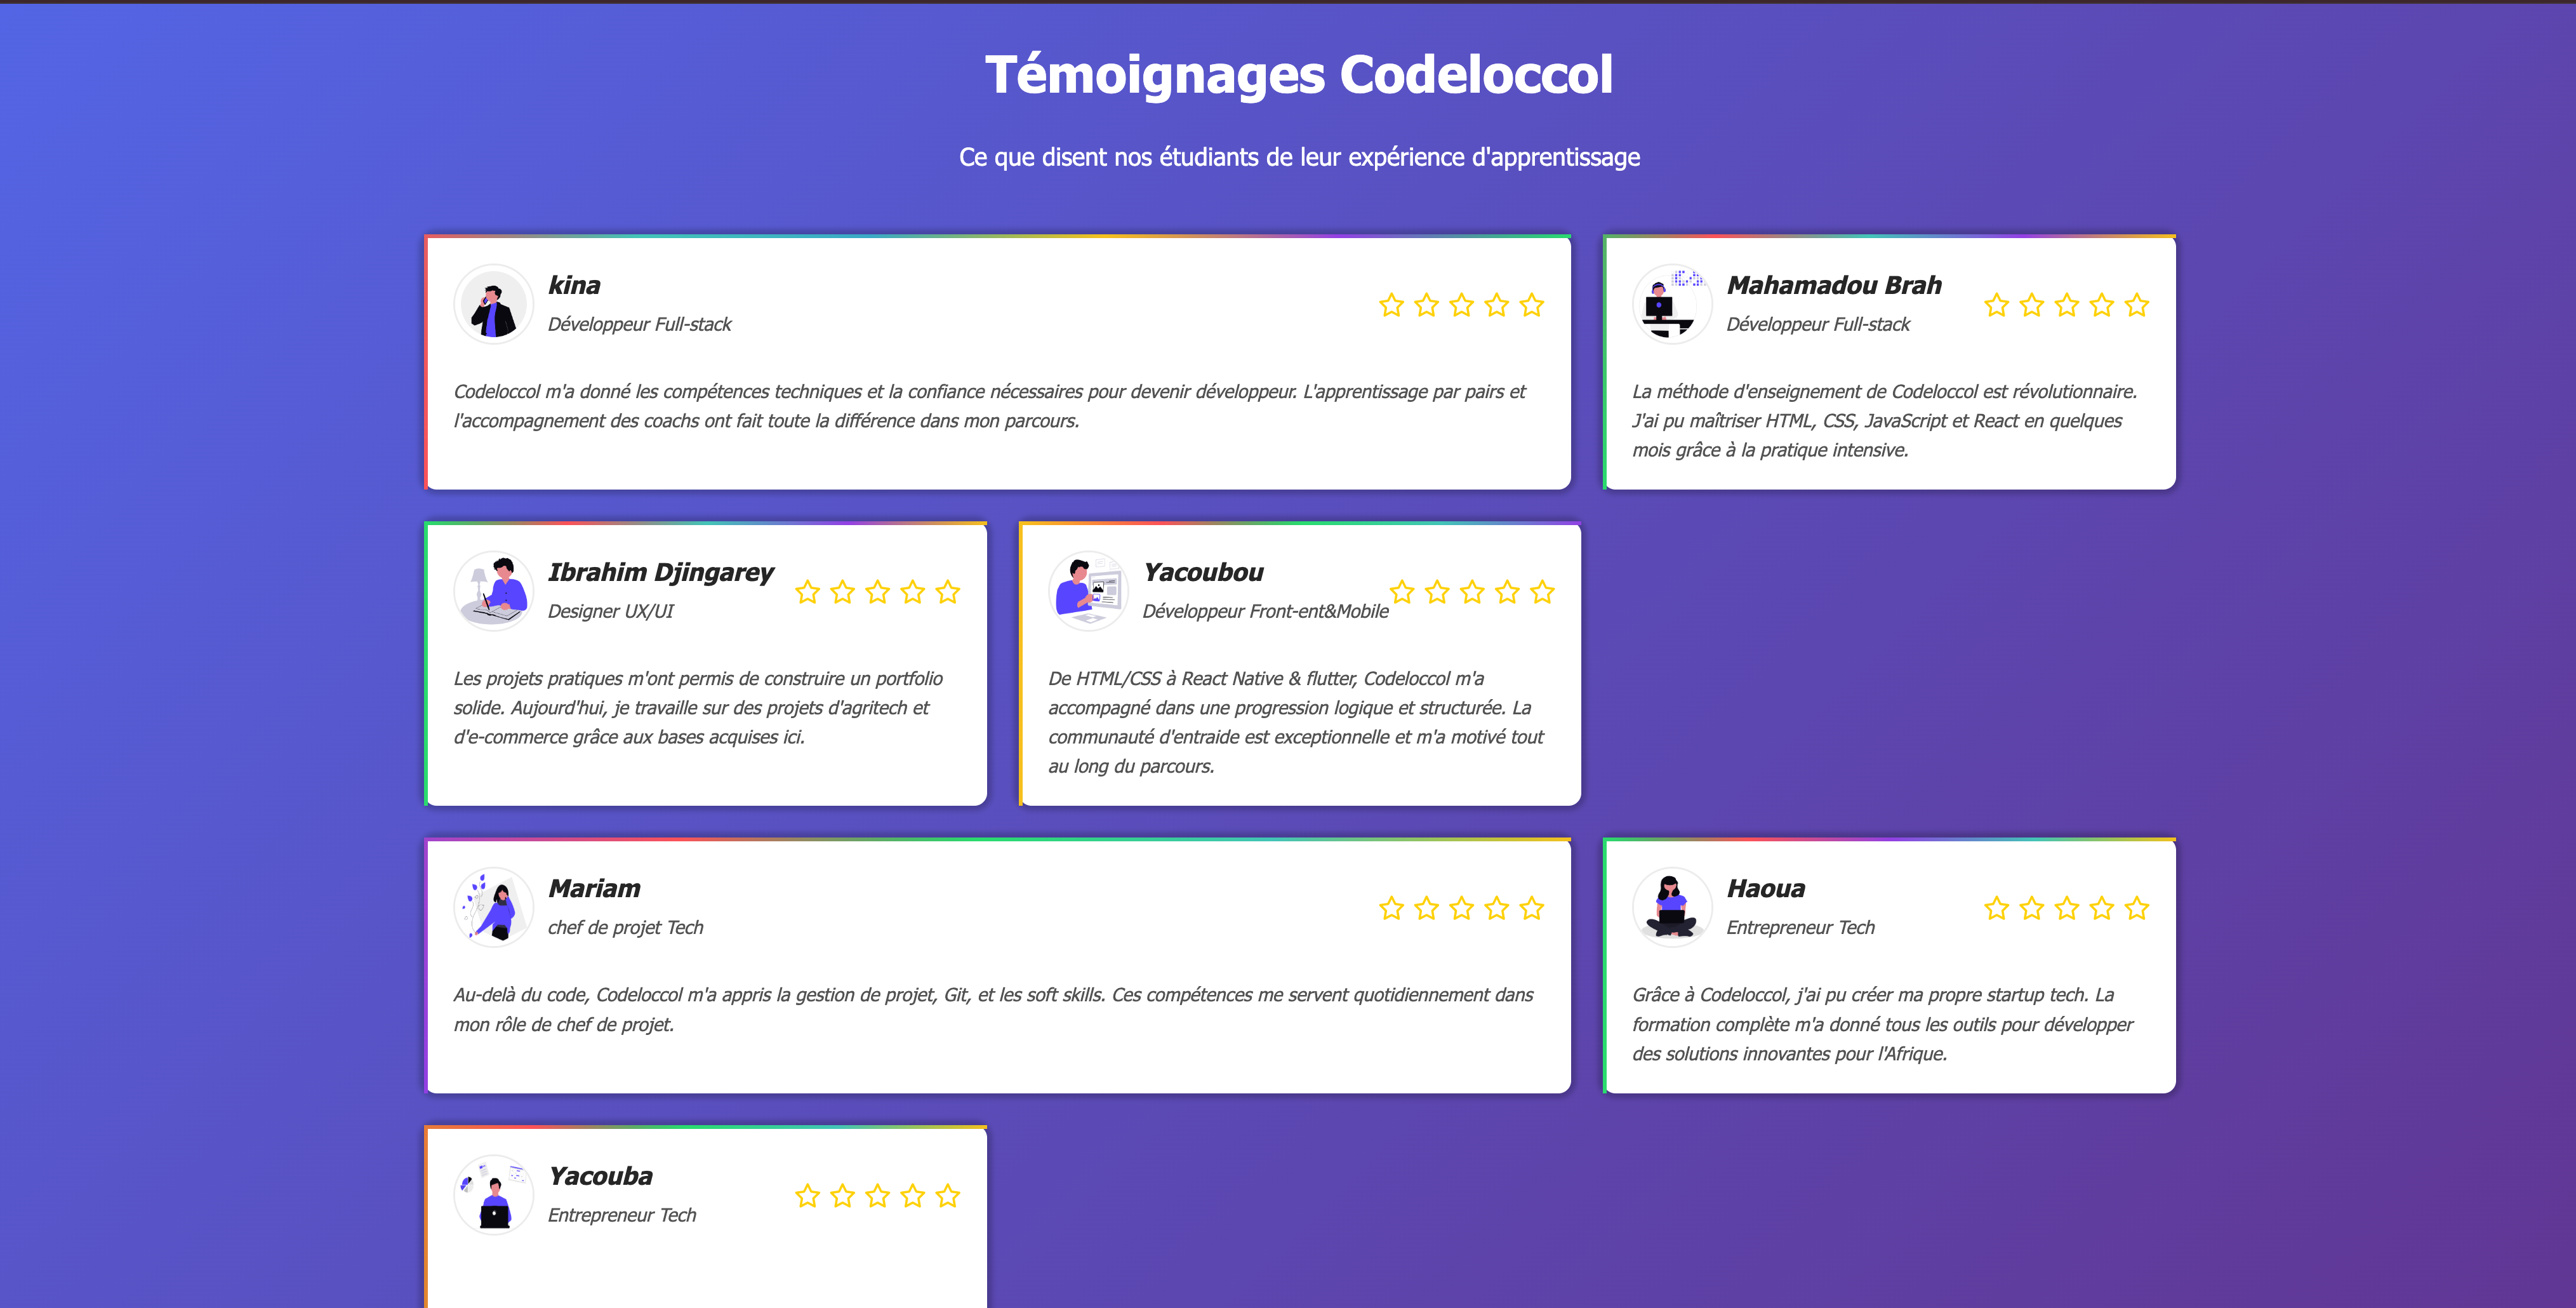 Témoignages Codeloccol
Ce que disent nos étudiants de leur expérience d'apprentissage
kina
Développeur Full-stack
Codeloccol m'a donné les compétences techniques et la confiance nécessaires pour devenir développeur. L'apprentissage par pairs et
l'accompagnement des coachs ont fait toute la différence dans mon parcours.
Mahamadou Brah
Développeur Full-stack
La méthode d'enseignement de Codeloccol est révolutionnaire.
J'ai pu maîtriser HTML, CSS, JavaScript et React en quelques
mois grâce à la pratique intensive.
Ibrahim Djingarey
Designer UX/UI
Les projets pratiques m'ont permis de construire un portfolio
solide. Aujourd'hui, je travaille sur des projets d'agritech et
d'e-commerce grâce aux bases acquises ici.
Yacoubou
Développeur Front-ent&Mobile
De HTML/CSS à React Native & flutter, Codeloccol m'a
accompagné dans une progression logique et structurée. La
communauté d'entraide est exceptionnelle et m'a motivé tout
au long du parcours.
Mariam
chef de projet Tech
Au-delà du code, Codeloccol m'a appris la gestion de projet, Git, et les soft skills. Ces compétences me servent quotidiennement dans
mon rôle de chef de projet.
Haoua
Entrepreneur Tech
Grâce à Codeloccol, j'ai pu créer ma propre startup tech. La
formation complète m'a donné tous les outils pour développer
des solutions innovantes pour l'Afrique.
Yacouba
Entrepreneur Tech